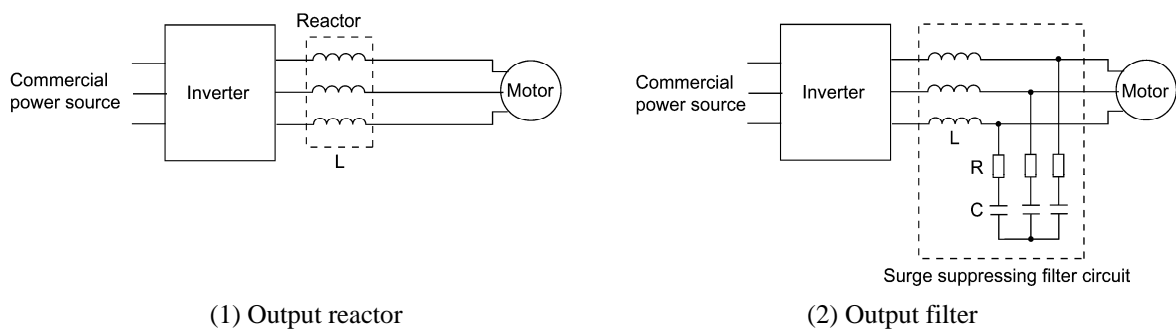 Reactor
Commercial
power source
Inverter
Motor
L
(1) Output reactor
Commercial
power source
Inverter
Motor
L
R
C
Surge suppressing filter circuit
(2) Output filter